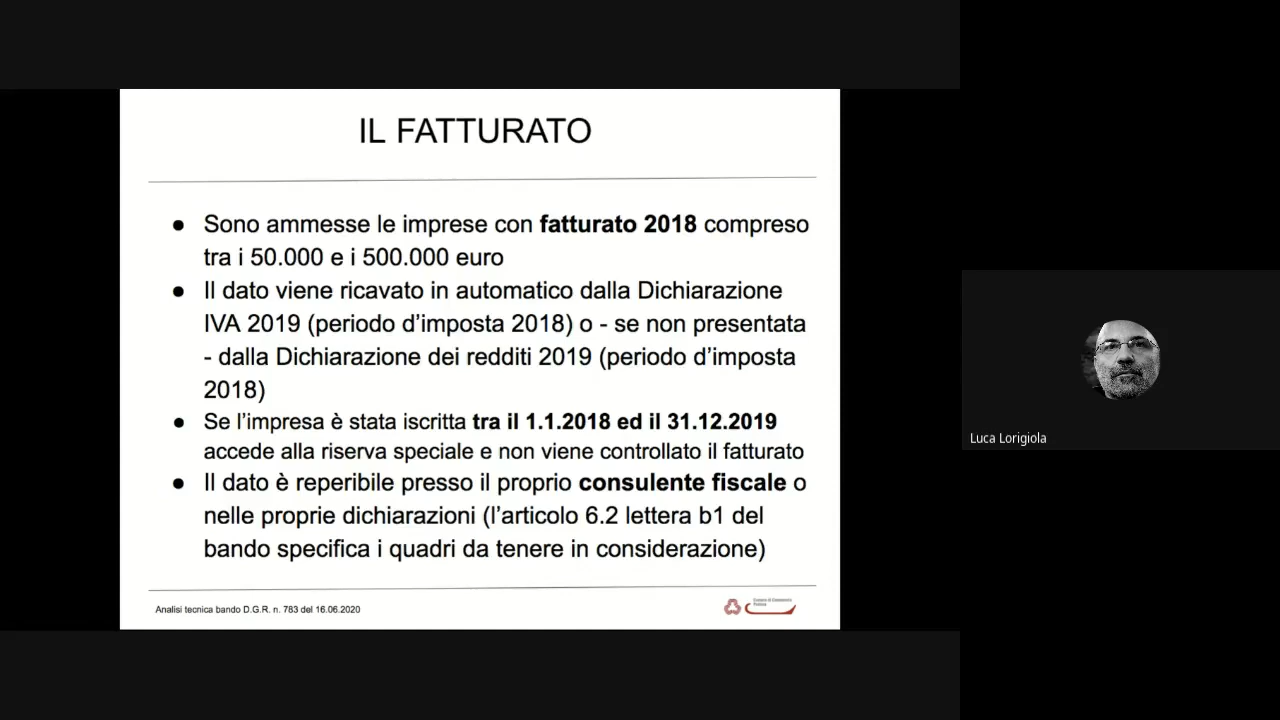 IL FATTURATO
● Sono ammesse le imprese con fatturato 2018 compreso
tra i 50.000 e i 500.000 euro
● Il dato viene ricavato in automatico dalla Dichiarazione
IVA 2019 (periodo d’imposta 2018) o - se non presentata
- dalla Dichiarazione dei redditi 2019 (periodo d’imposta
2018)
● Se l’impresa è stata iscritta tra il 1.1.2018 ed il 31.12.2019
accede alla riserva speciale e non viene controllato il fatturato
● Il dato è reperibile presso il proprio consulente fiscale o
nelle proprie dichiarazioni (l’articolo 6.2 lettera b1 del
bando specifica i quadri da tenere in considerazione)
Analisi tecnica bando D.G.R. n. 783 del 16.06.2020
Luca Lorigiola